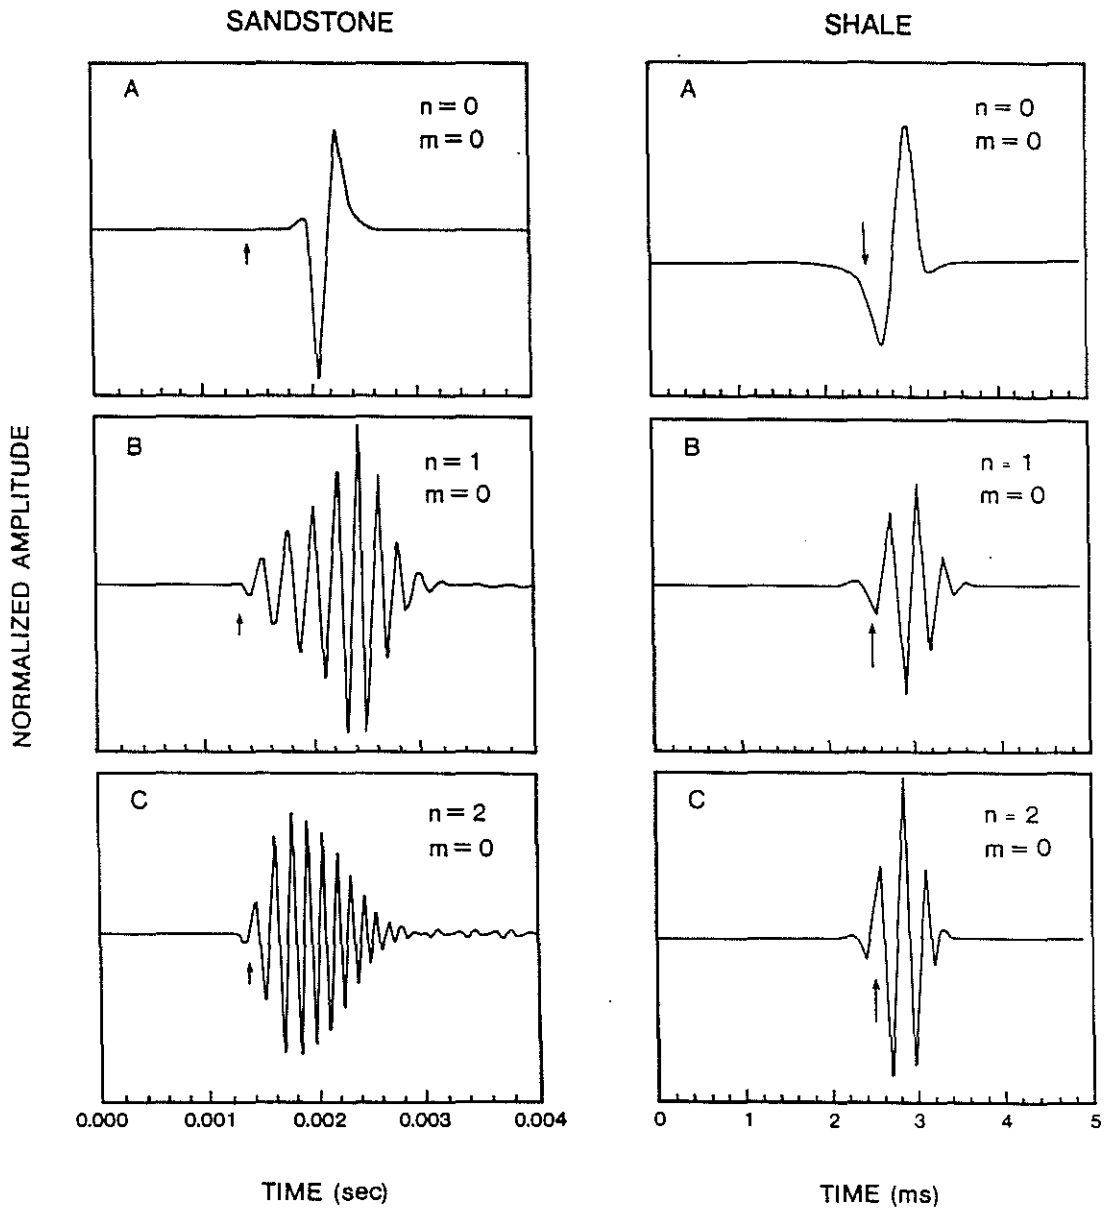 SANDSTONE
SHALE
A
n = 0
m = 0
A
n = 0
m = 0
NORMALIZED AMPLITUDE
B
n = 1
m = 0
B
n = 1
m = 0
C
n = 2
m = 0
C
n = 2
m = 0
0.000 0.001 0.002 0.003 0.004
0 1 2 3 4 5
TIME (sec)
TIME (ms)